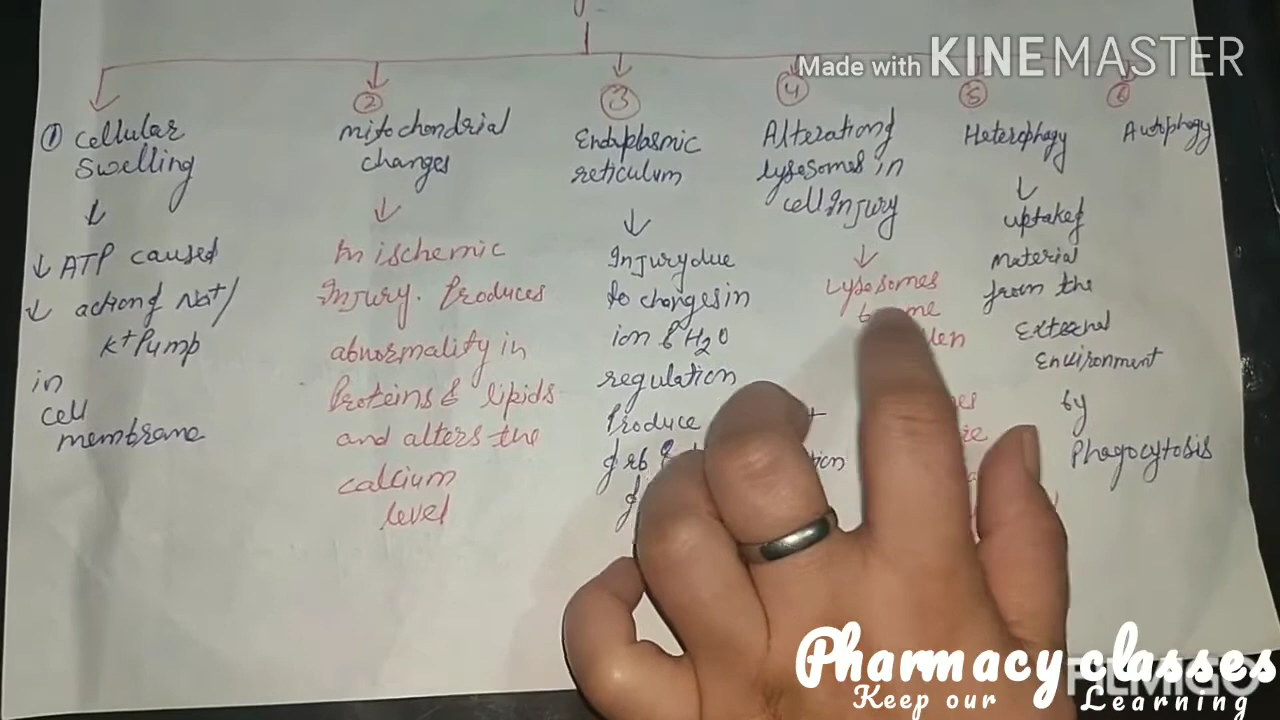 Made with KINEMASTER
① Cellular
swelling
↓ ATP caused
↓ action of Na+/
K+ Pump
in
cell
membrane
②
mitochondrial
changes
In ischemic
Injury. Produces
abnormality in
Proteins & lipids
and alters the
calcium
level
③
Endoplasmic
reticulum
Injury due
to changes in
ion & H2O
regulation
Produce
④
Alteration of
lysosomes in
cell Injury
Lysosomes
⑤
Heterophagy
uptake of
material
from the
External
Environment
by
Phagocytosis
⑥
Autophagy
Pharmacy classes
Keep our Learning
FILMIGO